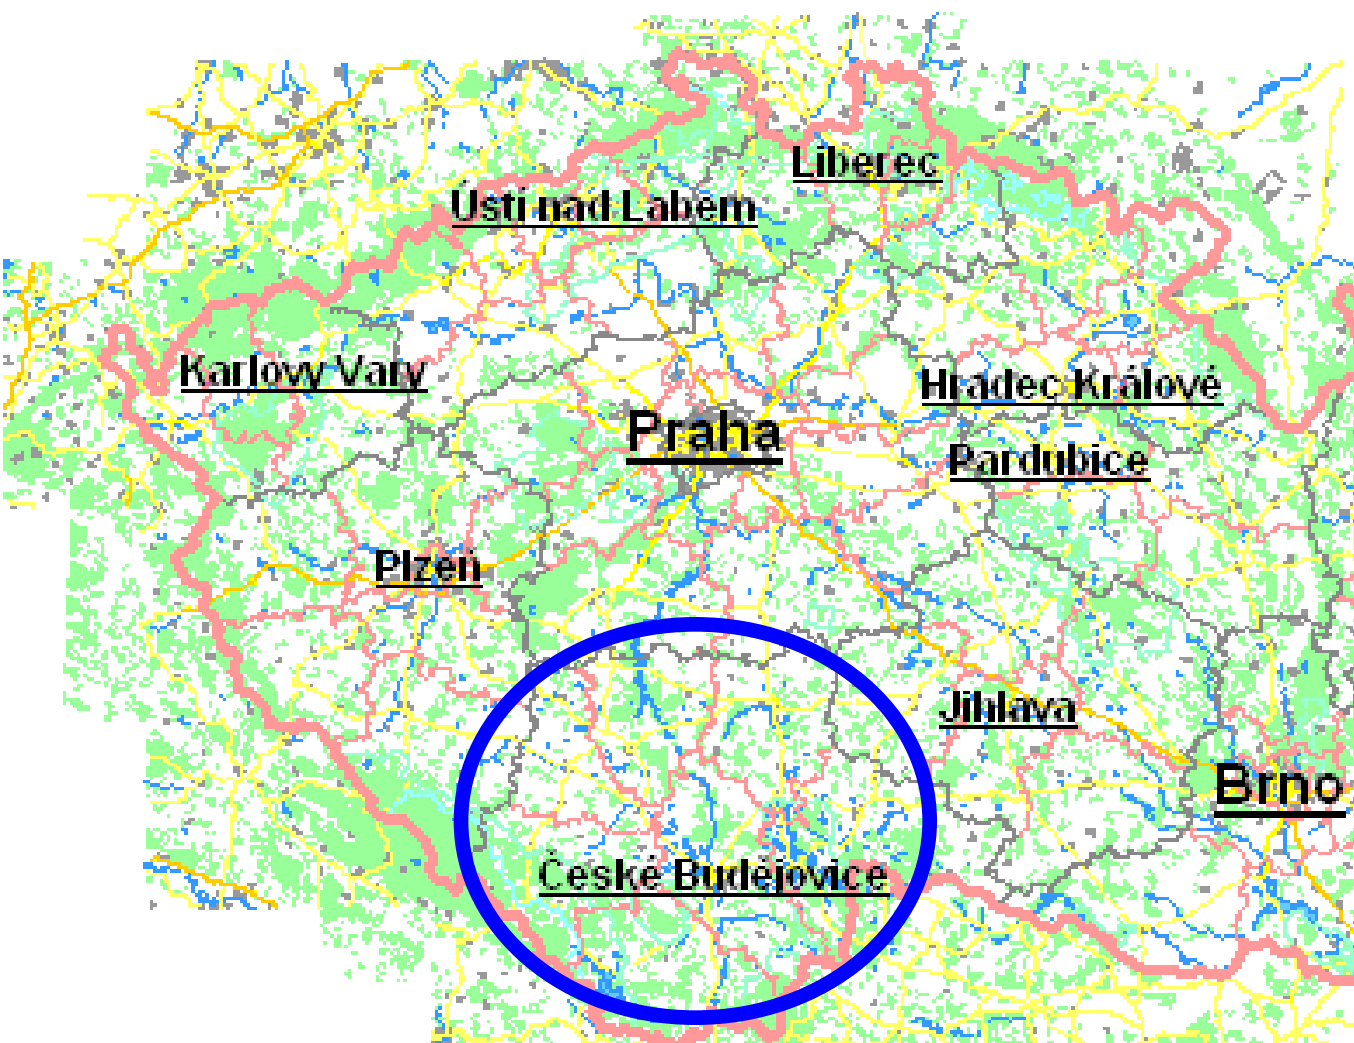 Liberec
Ústí nad Labem
Karlovy Vary
Hradec Králové
Praha
Pardubice
Plzeň
Jihlava
Brno
České Budějovice